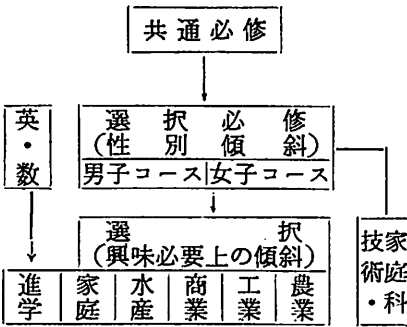 共通必修
英・数
選択必修
(性別傾斜)
男子コース|女子コース
選択
(興味必要上の傾斜)
進学
家庭
水産
商業
工業
農業
技術・家庭科